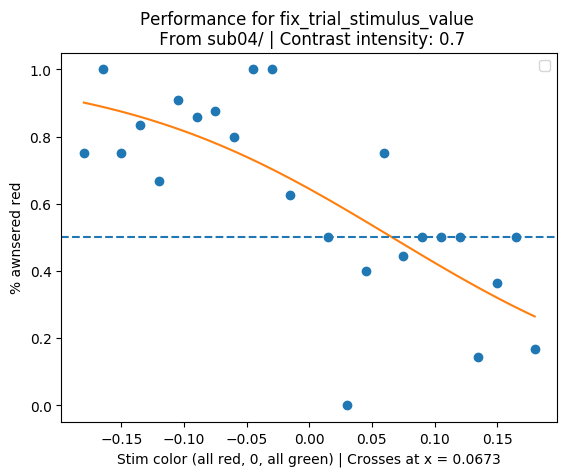 Performance for fix_trial_stimulus_value
From sub04/ | Contrast intensity: 0.7
1.0
0.8
0.6
0.4
0.2
0.0
% awnsered red
−0.15 −0.10 −0.05 0.00 0.05 0.10 0.15
Stim color (all red, 0, all green) | Crosses at x = 0.0673